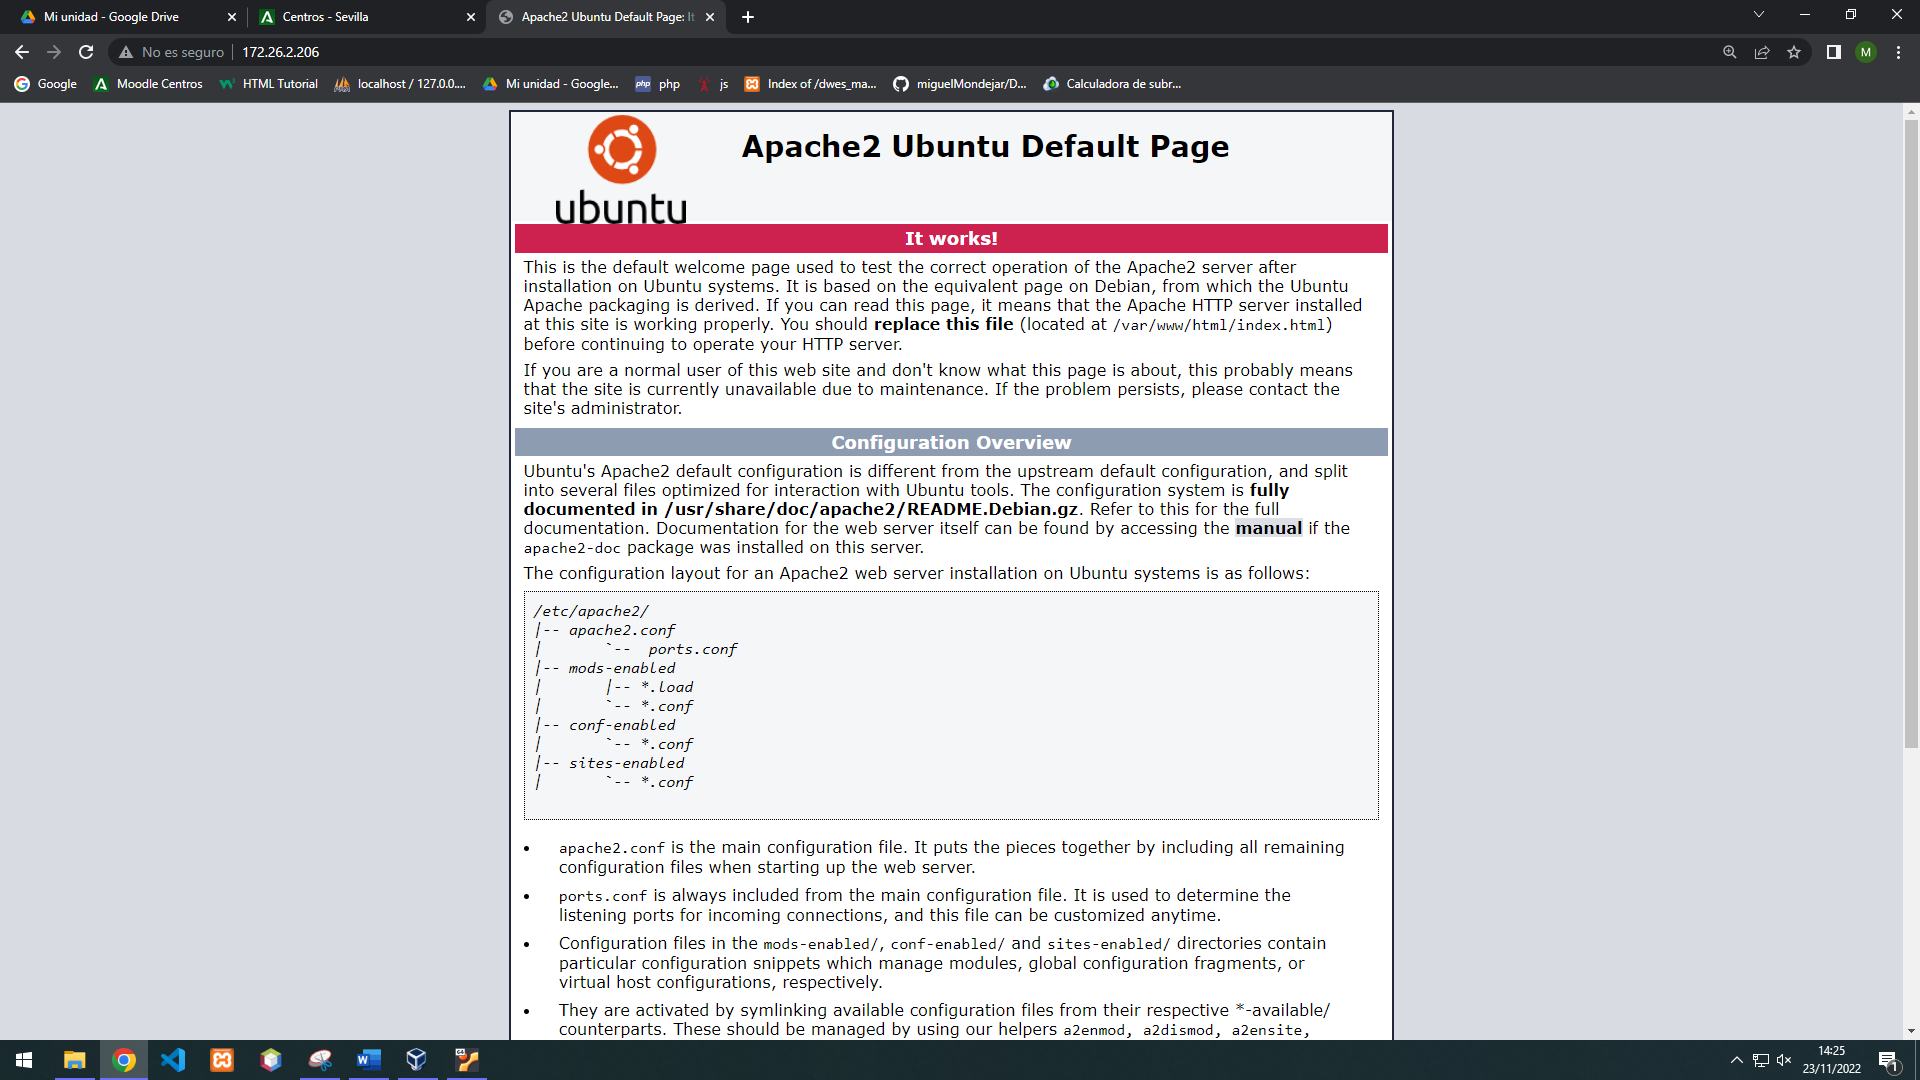 Mi unidad - Google Drive
Centros - Sevilla
Apache2 Ubuntu Default Page: It
No es seguro
172.26.2.206
M
Google
Moodle Centros
HTML Tutorial
localhost / 127.0.0....
Mi unidad - Google...
php
php
js
Index of /dwes_ma...
miguelMondejar/D...
Calculadora de subr...
ubuntu
Apache2 Ubuntu Default Page
It works!
This is the default welcome page used to test the correct operation of the Apache2 server after
installation on Ubuntu systems. It is based on the equivalent page on Debian, from which the Ubuntu
Apache packaging is derived. If you can read this page, it means that the Apache HTTP server installed
at this site is working properly. You should replace this file (located at /var/www/html/index.html)
before continuing to operate your HTTP server.
If you are a normal user of this web site and don't know what this page is about, this probably means
that the site is currently unavailable due to maintenance. If the problem persists, please contact the
site's administrator.
Configuration Overview
Ubuntu's Apache2 default configuration is different from the upstream default configuration, and split
into several files optimized for interaction with Ubuntu tools. The configuration system is fully
documented in /usr/share/doc/apache2/README.Debian.gz. Refer to this for the full
documentation. Documentation for the web server itself can be found by accessing the manual if the
apache2-doc package was installed on this server.
The configuration layout for an Apache2 web server installation on Ubuntu systems is as follows:
/etc/apache2/
|-- apache2.conf
|       `--  ports.conf
|-- mods-enabled
|       |-- *.load
|       `-- *.conf
|-- conf-enabled
|       `-- *.conf
|-- sites-enabled
|       `-- *.conf
• apache2.conf is the main configuration file. It puts the pieces together by including all remaining
configuration files when starting up the web server.
• ports.conf is always included from the main configuration file. It is used to determine the
listening ports for incoming connections, and this file can be customized anytime.
• Configuration files in the mods-enabled/, conf-enabled/ and sites-enabled/ directories contain
particular configuration snippets which manage modules, global configuration fragments, or
virtual host configurations, respectively.
• They are activated by symlinking available configuration files from their respective *-available/
counterparts. These should be managed by using our helpers a2enmod, a2dismod, a2ensite,
14:25
23/11/2022
1